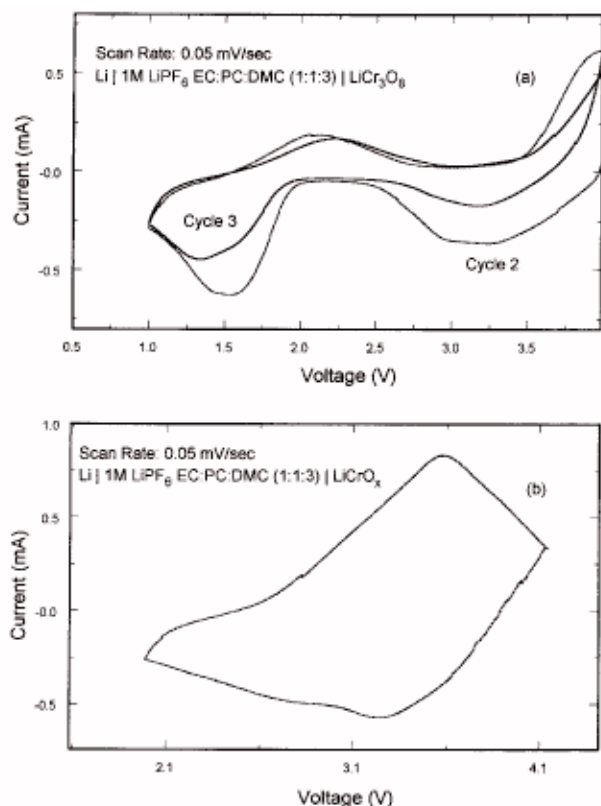 Scan Rate: 0.05 mV/sec
Li | 1M LiPF6 EC:PC:DMC (1:1:3) | LiCr3O8
(a)
0.5
-0.0
-0.5
Current (mA)
Cycle 3
Cycle 2
0.5 1.0 1.5 2.0 2.5 3.0 3.5
Voltage (V)
1.0
Scan Rate: 0.05 mV/sec
Li | 1M LiPF6 EC:PC:DMC (1:1:3) | LiCrOx
(b)
0.5
-0.0
-0.5
Current (mA)
2.1 3.1 4.1
Voltage (V)